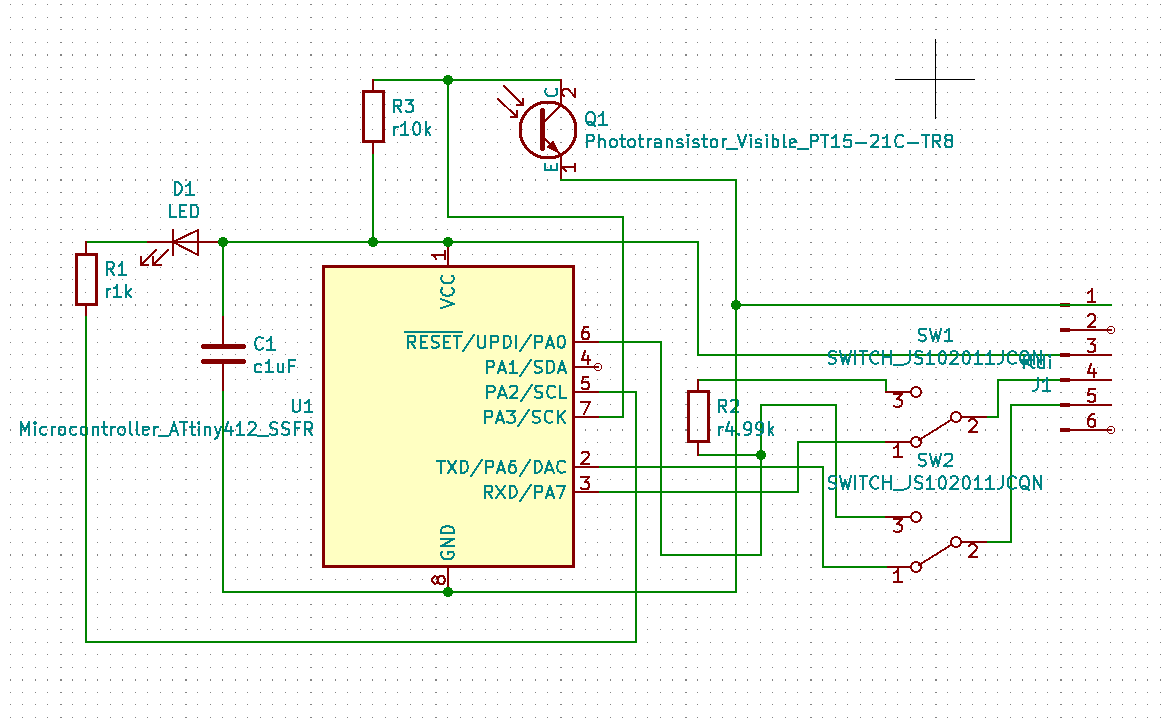 C
2
R3
r10k
Q1
Phototransistor_Visible_PT15-21C-TR8
E
1
D1
LED
R1
r1k
1
VCC
C1
c1uF
RESET/UPDI/PA0
6
PA1/SDA
4
PA2/SCL
5
PA3/SCK
7
TXD/PA6/DAC
2
RXD/PA7
3
GND
8
U1
Microcontroller_ATtiny412_SSFR
R2
r4.99k
SW1
SWITCH_JS102011JCQN
3
2
1
SW2
SWITCH_JS102011JCQN
3
2
1
1
2
3
4
5
6
J1